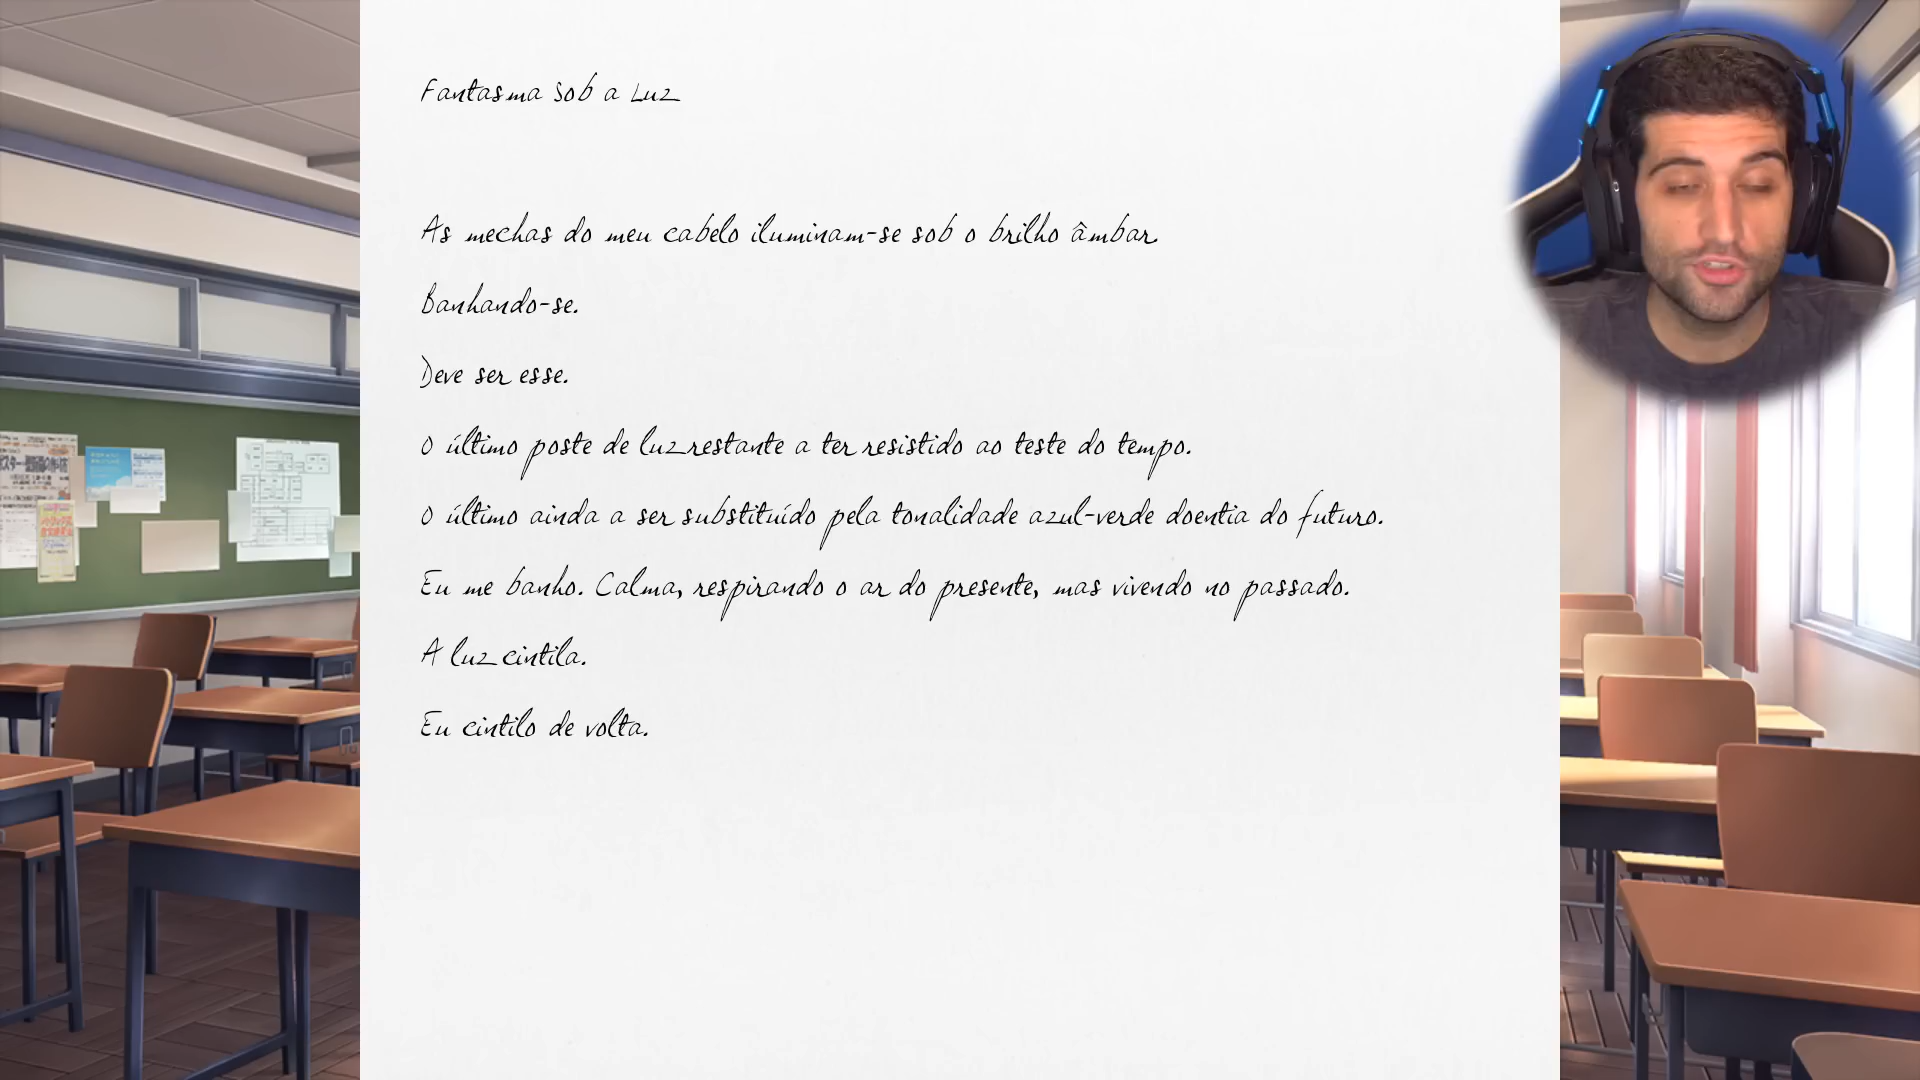 Fantasma Sob a Luz
As mechas do meu cabelo iluminam-se sob o brilho âmbar.
Banhando-se.
Deve ser esse.
O último poste de luz restante a ter resistido ao teste do tempo.
O último ainda a ser substituído pela tonalidade azul-verde doentia do futuro.
Eu me banho. Calma, respirando o ar do presente, mas vivendo no passado.
A luz cintila.
Eu cintilo de volta.